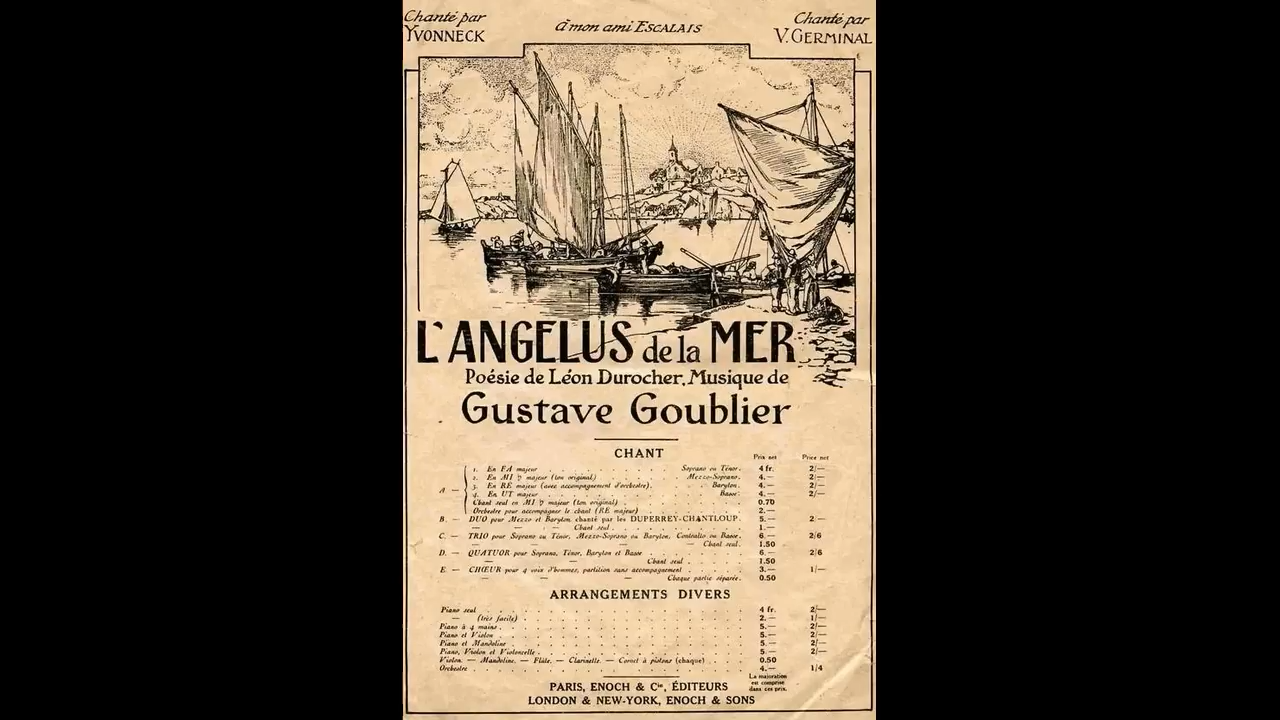 Chanté par
YVONNECK
à mon ami ESCALAIS
Chanté par
V. GERMINAL
L'ANGELUS de la MER
Poésie de Léon Durocher. Musique de
Gustave Goublier
CHANT
Prix net Price net
A — 1. En FA majeur . . . Soprano ou Ténor. 4 fr. 2/—
2. En MI ♭ majeur (ton original) . . . Mezzo-Soprano. 4.— 2/—
3. En RE majeur (avec accompagnement d'orchestre). Baryton. 4.— 2/—
4. En UT majeur . . . Basse. 4.— 2/—
Chant seul en MI ♭ majeur (ton original) . . . 0.70
Orchestre pour accompagner le chant (RE majeur) . . . 2.—
B. — DUO pour Mezzo et Baryton, chanté par les DUPERREY-CHANTLOUP. 5.— 2/—
— — — Chant seul . . . 1.—
C. — TRIO pour Soprano ou Ténor, Mezzo-Soprano ou Baryton, Contralto ou Basse. 6.— 2/6
— — — Chant seul. 1.50
D. — QUATUOR pour Soprano, Ténor, Baryton et Basse . . . 6.— 2/6
— — — Chant seul . . . 1.50
E. — CHŒUR pour 4 voix d'hommes, partition sans accompagnement . . . 3.— 1/—
— — — Chaque partie séparée. 0.50
ARRANGEMENTS DIVERS
Piano seul . . . 4 fr. 2/—
— (très facile) . . . 2.— 1/—
Piano à 4 mains . . . 5.— 2/—
Piano et Violon . . . 5.— 2/—
Piano et Mandoline . . . 5.— 2/—
Piano, Violon et Violoncelle . . . 5.— 2/—
Violon. — Mandoline. — Flûte. — Clarinette. — Cornet à pistons (chaque) . . . 0.50
Orchestre . . . 4.— 1/4
La majoration
est comprise
dans ces prix.
PARIS, ENOCH & Cie, ÉDITEURS
LONDON & NEW-YORK, ENOCH & SONS